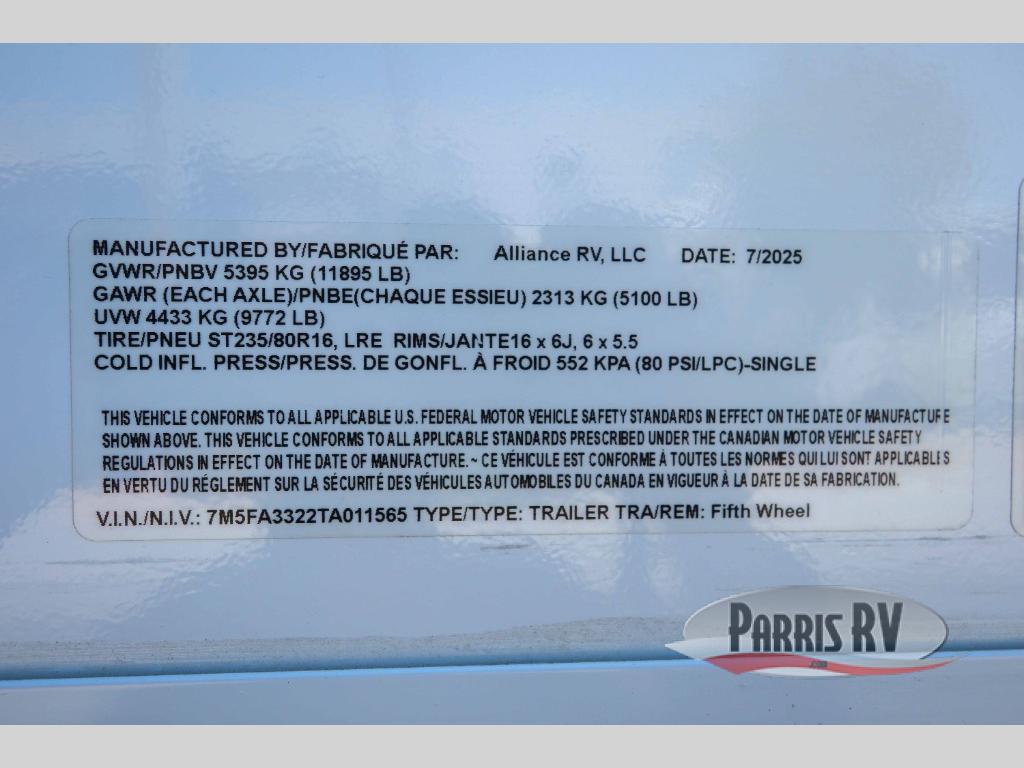 MANUFACTURED BY/FABRIQUÉ PAR: Alliance RV, LLC DATE: 7/2025
GVWR/PNBV 5395 KG (11895 LB)
GAWR (EACH AXLE)/PNBE(CHAQUE ESSIEU) 2313 KG (5100 LB)
UVW 4433 KG (9772 LB)
TIRE/PNEU ST235/80R16, LRE RIMS/JANTE16 x 6J, 6 x 5.5
COLD INFL. PRESS/PRESS. DE GONFL. À FROID 552 KPA (80 PSI/LPC)-SINGLE
THIS VEHICLE CONFORMS TO ALL APPLICABLE U.S. FEDERAL MOTOR VEHICLE SAFETY STANDARDS IN EFFECT ON THE DATE OF MANUFACTURE
SHOWN ABOVE. THIS VEHICLE CONFORMS TO ALL APPLICABLE STANDARDS PRESCRIBED UNDER THE CANADIAN MOTOR VEHICLE SAFETY
REGULATIONS IN EFFECT ON THE DATE OF MANUFACTURE. ~ CE VÉHICULE EST CONFORME À TOUTES LES NORMES QUI LUI SONT APPLICABLES
EN VERTU DU RÉGLEMENT SUR LA SÉCURITÉ DES VÉHICULES AUTOMOBILES DU CANADA EN VIGUEUR À LA DATE DE SA FABRICATION.
V.I.N./N.I.V.: 7M5FA3322TA011565 TYPE/TYPE: TRAILER TRA/REM: Fifth Wheel
PARRIS RV
.com